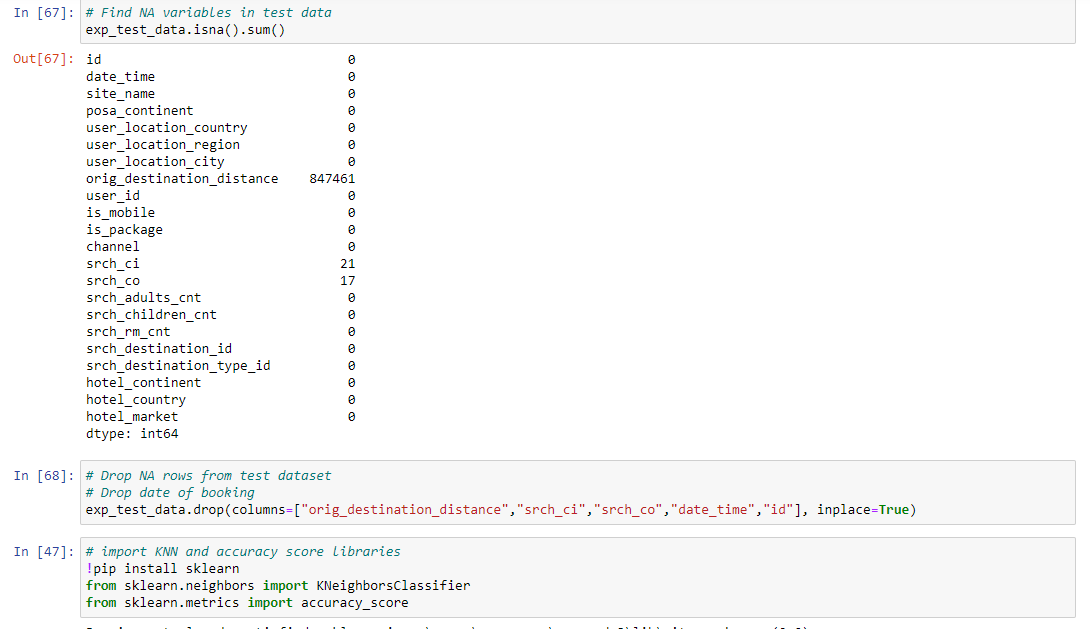 In [67]: # Find NA variables in test data
exp_test_data.isna().sum()
Out[67]: id 0
date_time 0
site_name 0
posa_continent 0
user_location_country 0
user_location_region 0
user_location_city 0
orig_destination_distance 847461
user_id 0
is_mobile 0
is_package 0
channel 0
srch_ci 21
srch_co 17
srch_adults_cnt 0
srch_children_cnt 0
srch_rm_cnt 0
srch_destination_id 0
srch_destination_type_id 0
hotel_continent 0
hotel_country 0
hotel_market 0
dtype: int64
In [68]: # Drop NA rows from test dataset
# Drop date of booking
exp_test_data.drop(columns=["orig_destination_distance","srch_ci","srch_co","date_time","id"], inplace=True)
In [47]: # import KNN and accuracy score libraries
!pip install sklearn
from sklearn.neighbors import KNeighborsClassifier
from sklearn.metrics import accuracy_score